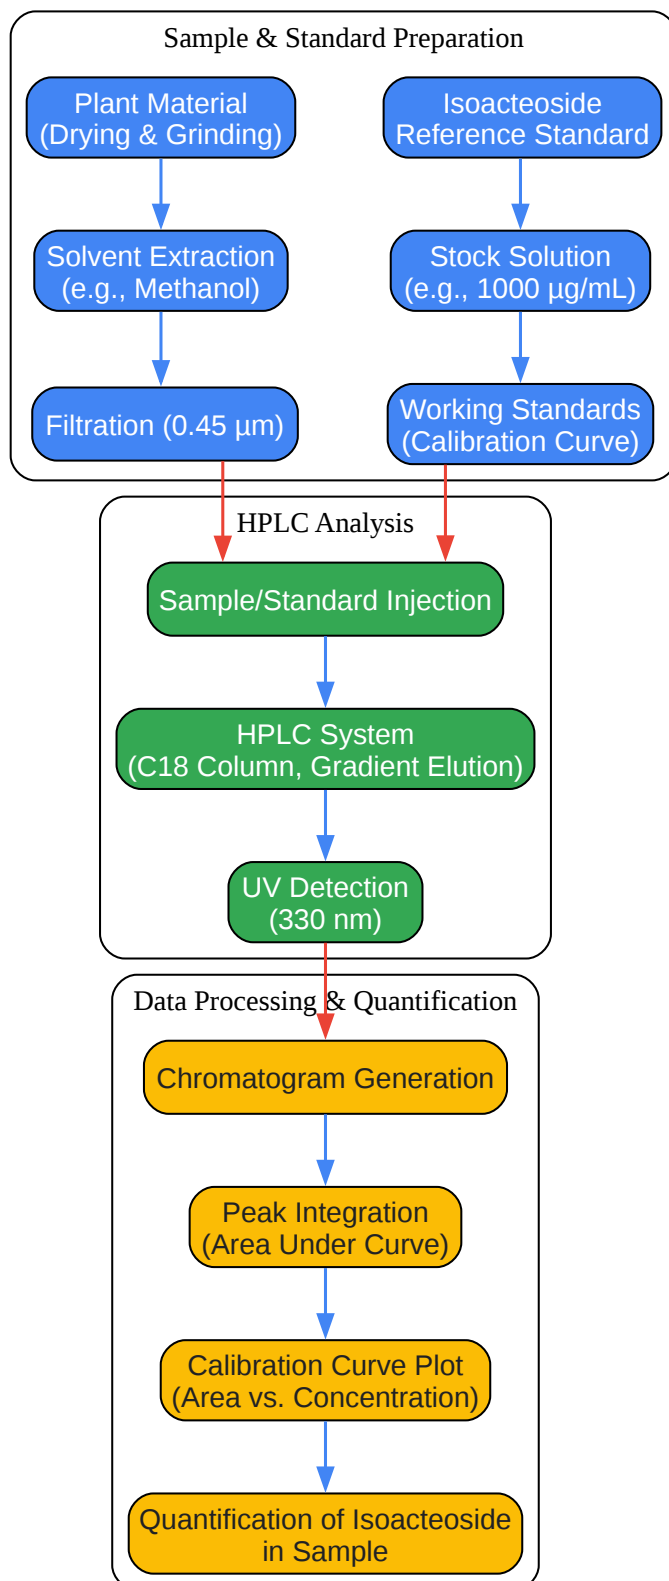 Sample & Standard Preparation
Plant Material
(Drying & Grinding)
Isoacteoside
Reference Standard
Solvent Extraction
(e.g., Methanol)
Stock Solution
(e.g., 1000 µg/mL)
Filtration (0.45 µm)
Working Standards
(Calibration Curve)
HPLC Analysis
Sample/Standard Injection
HPLC System
(C18 Column, Gradient Elution)
UV Detection
(330 nm)
Data Processing & Quantification
Chromatogram Generation
Peak Integration
(Area Under Curve)
Calibration Curve Plot
(Area vs. Concentration)
Quantification of Isoacteoside
in Sample